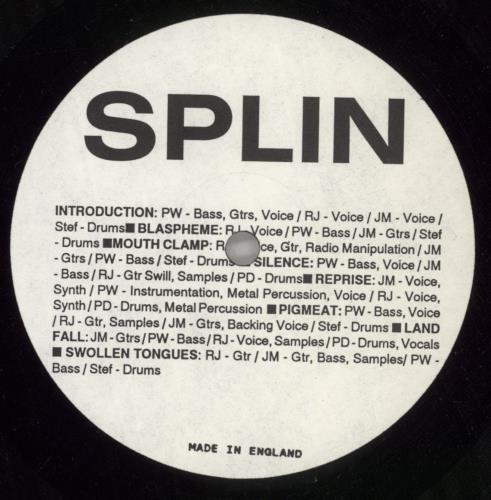 SPLIN
INTRODUCTION: PW - Bass, Gtrs, Voice / RJ - Voice / JM - Voice /
Stef - Drums■ BLASPHEME: RJ - Voice / PW - Bass / JM - Gtrs / Stef
- Drums ■MOUTH CLAMP: Gtr, Radio Manipulation / JM
- Gtrs / PW - Bass / Stef - Drums SILENCE: PW - Bass, Voice / JM
- Bass / RJ - Gtr Swill, Samples / PD - Drums■ REPRISE: JM - Voice,
Synth / PW - Instrumentation, Metal Percussion, Voice / RJ - Voice,
Synth / PD - Drums, Metal Percussion ■ PIGMEAT: PW - Bass, Voice
/ RJ - Gtr, Samples / JM - Gtrs, Backing Voice / Stef - Drums ■ LAND
FALL: JM - Gtrs / PW - Bass / RJ - Voice, Samples / PD - Drums, Vocals
■ SWOLLEN TONGUES: RJ - Gtr / JM - Gtr, Bass, Samples/ PW -
Bass / Stef - Drums
MADE IN ENGLAND